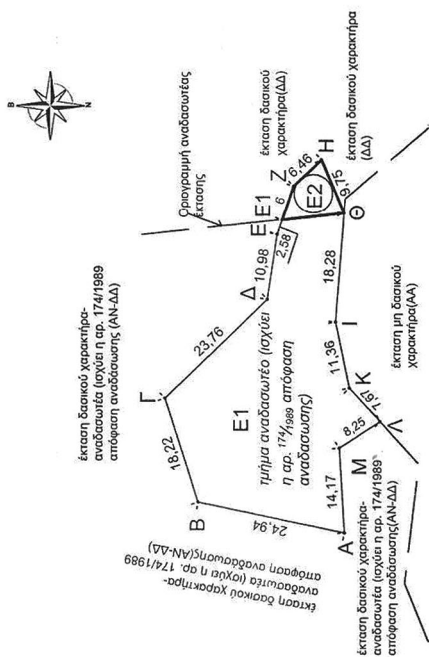 Β
Ν
Οριογραμμή αναδασωτέας
έκτασης
έκταση δασικού
χαρακτήρα(ΔΔ)
έκταση δασικού χαρακτήρα
(ΔΔ)
έκταση δασικού χαρακτήρα-
αναδασωτέα (ισχύει η αρ. 174/1989
απόφαση αναδάσωσης (ΑΝ-ΔΔ)
Γ
23,76
Δ
10,98
Ε
Ε1
2,58
6
Ζ
6,46
Η
Ε2
9,75
Θ
18,22
Β
24,94
Ε1
τμήμα αναδασωτέο (ισχύει
η αρ. 174/1989 απόφαση
αναδάσωσης)
18,28
Ι
11,36
Κ
7,67
Λ
8,25
Μ
14,17
Α
έκταση μη δασικού
χαρακτήρα(ΑΑ)
έκταση δασικού χαρακτήρα-
αναδασωτέα (ισχύει η αρ. 174/1989
απόφαση αναδάσωσης(ΑΝ-ΔΔ)
έκταση δασικού χαρακτήρα-
αναδασωτέα (ισχύει η αρ. 174/1989
απόφαση αναδάσωσης(ΑΝ-ΔΔ)